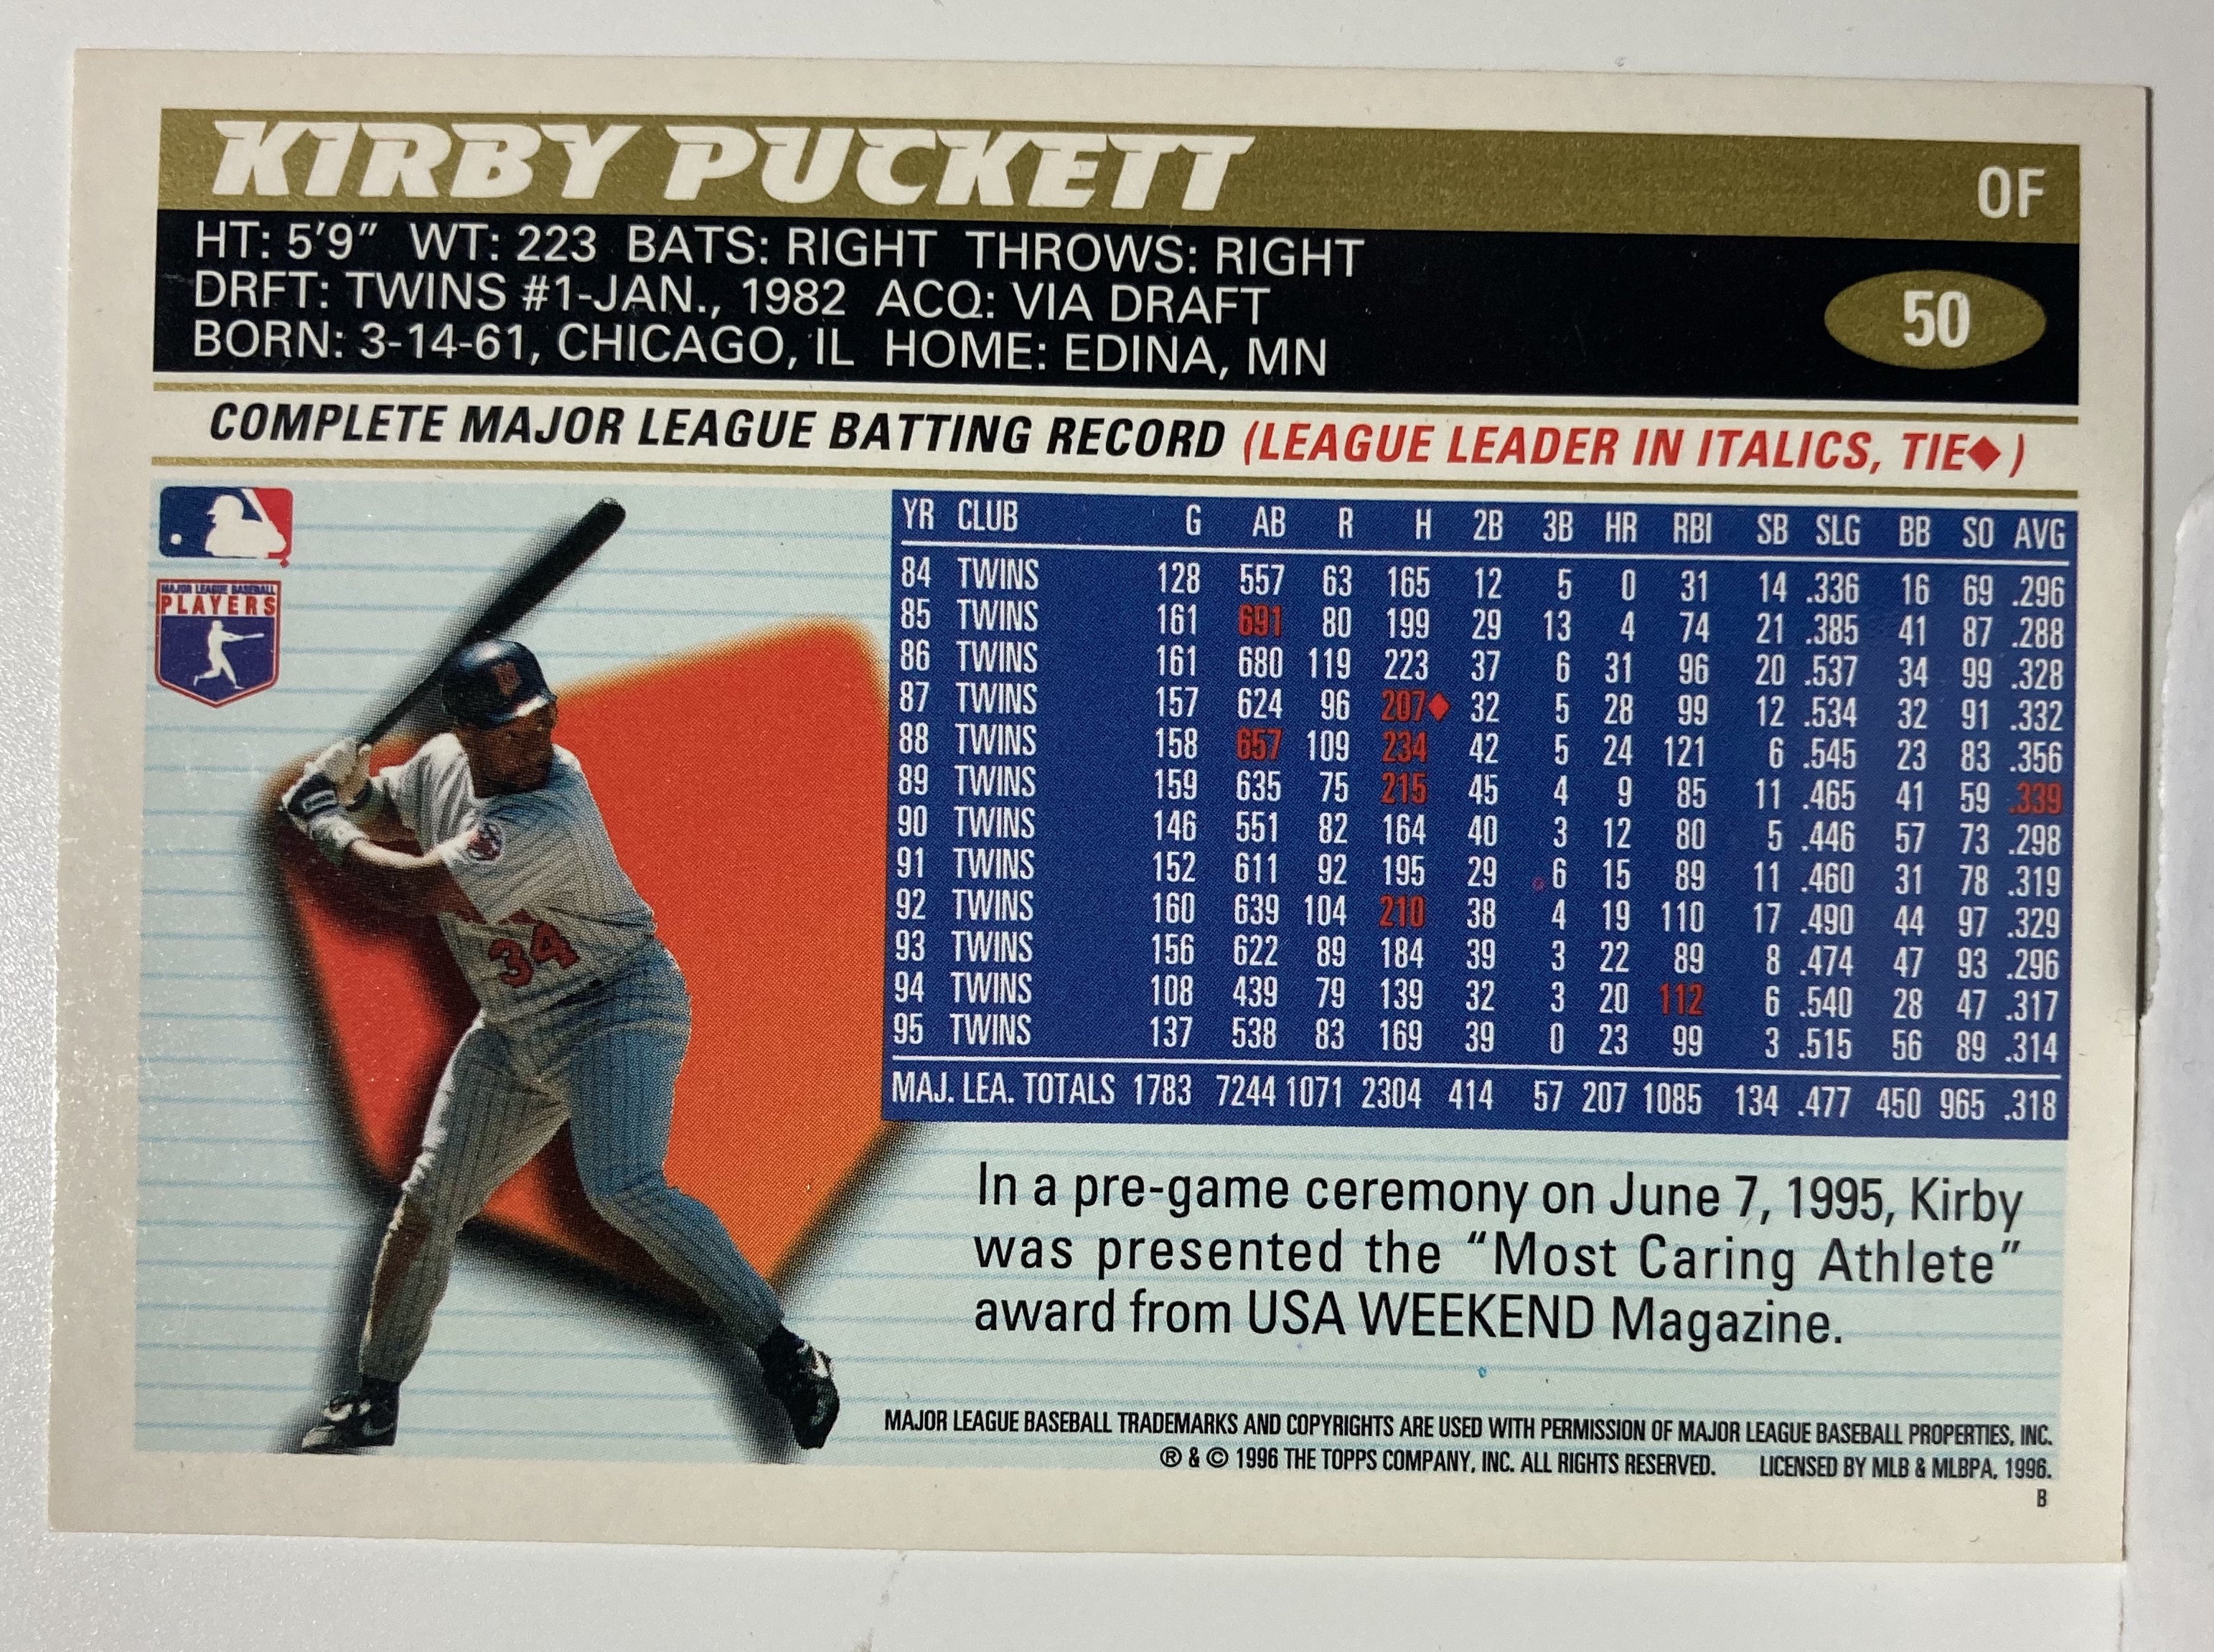 KIRBY PUCKETT OF
HT: 5'9" WT: 223 BATS: RIGHT THROWS: RIGHT
DRFT: TWINS #1-JAN., 1982 ACQ: VIA DRAFT
50
BORN: 3-14-61, CHICAGO, IL HOME: EDINA, MN
COMPLETE MAJOR LEAGUE BATTING RECORD (LEAGUE LEADER IN ITALICS, TIE♦)
MAJOR LEAGUE BASEBALL
PLAYERS
34
YR CLUB G AB R H 2B 3B HR RBI SB SLG BB SO AVG
84 TWINS 128 557 63 165 12 5 0 31 14 .336 16 69 .296
85 TWINS 161 691 80 199 29 13 4 74 21 .385 41 87 .288
86 TWINS 161 680 119 223 37 6 31 96 20 .537 34 99 .328
87 TWINS 157 624 96 207♦ 32 5 28 99 12 .534 32 91 .332
88 TWINS 158 657 109 234 42 5 24 121 6 .545 23 83 .356
89 TWINS 159 635 75 215 45 4 9 85 11 .465 41 59 .339
90 TWINS 146 551 82 164 40 3 12 80 5 .446 57 73 .298
91 TWINS 152 611 92 195 29 6 15 89 11 .460 31 78 .319
92 TWINS 160 639 104 210 38 4 19 110 17 .490 44 97 .329
93 TWINS 156 622 89 184 39 3 22 89 8 .474 47 93 .296
94 TWINS 108 439 79 139 32 3 20 112 6 .540 28 47 .317
95 TWINS 137 538 83 169 39 0 23 99 3 .515 56 89 .314
MAJ. LEA. TOTALS 1783 7244 1071 2304 414 57 207 1085 134 .477 450 965 .318
In a pre-game ceremony on June 7, 1995, Kirby
was presented the "Most Caring Athlete"
award from USA WEEKEND Magazine.
MAJOR LEAGUE BASEBALL TRADEMARKS AND COPYRIGHTS ARE USED WITH PERMISSION OF MAJOR LEAGUE BASEBALL PROPERTIES, INC.
® & © 1996 THE TOPPS COMPANY, INC. ALL RIGHTS RESERVED. LICENSED BY MLB & MLBPA, 1996.
B